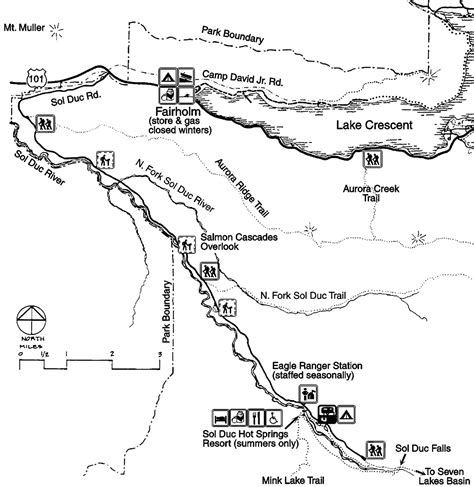 Mt. Muller
Park Boundary
101
Camp David Jr. Rd.
Sol Duc Rd.
Fairholm
(store & gas
closed winters)
Lake Crescent
Sol Duc River
N. Fork Sol Duc River
Aurora Ridge Trail
Aurora Creek
Trail
Salmon Cascades
Overlook
Park Boundary
N. Fork Sol Duc Trail
NORTH
MILES
0 1/2 1 2 3
Eagle Ranger Station
(staffed seasonally)
Sol Duc Hot Springs
Resort (summers only)
Sol Duc Falls
Mink Lake Trail
To Seven
Lakes Basin